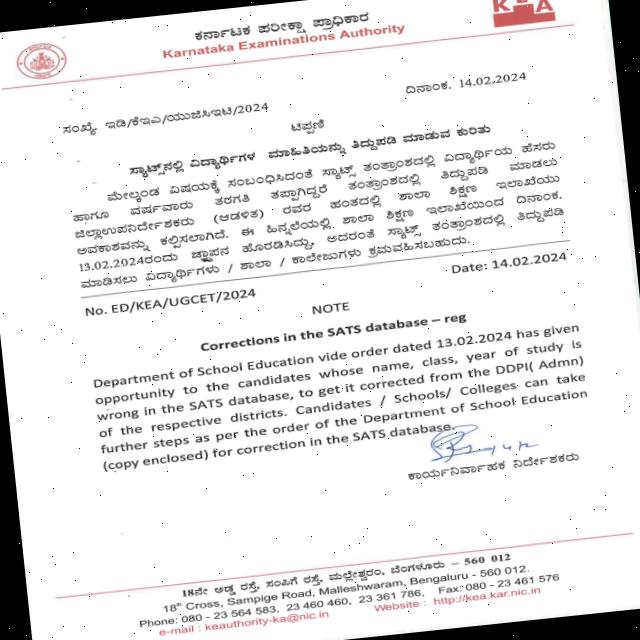 ಕರ್ನಾಟಕ ಪರೀಕ್ಷಾ ಪ್ರಾಧಿಕಾರ
KEA
Karnataka Examinations Authority
ಸಂಖ್ಯೆ. ಇಡಿ/ಕೆಇಎ/ಯುಜಿಸಿಇಟಿ/2024
ದಿನಾಂಕ. 14.02.2024
ಟಿಪ್ಪಣಿ
ಸ್ಯಾಟ್ಸ್‌ನಲ್ಲಿ ವಿದ್ಯಾರ್ಥಿಗಳ ಮಾಹಿತಿಯನ್ನು ತಿದ್ದುಪಡಿ ಮಾಡುವ ಕುರಿತು
ಮೇಲ್ಕಂಡ ವಿಷಯಕ್ಕೆ ಸಂಬಂಧಿಸಿದಂತೆ ಸ್ಯಾಟ್ಸ್ ತಂತ್ರಾಂಶದಲ್ಲಿ ವಿದ್ಯಾರ್ಥಿಯ ಹೆಸರು
ಹಾಗೂ ವರ್ಷವಾರು ತರಗತಿ ತಪ್ಪಾಗಿದ್ದರೆ ತಂತ್ರಾಂಶದಲ್ಲಿ ತಿದ್ದುಪಡಿ ಮಾಡಲು
ಜಿಲ್ಲಾಉಪನಿರ್ದೇಶಕರು (ಆಡಳಿತ) ರವರ ಹಂತದಲ್ಲಿ ಶಾಲಾ ಶಿಕ್ಷಣ ಇಲಾಖೆಯು
ಅವಕಾಶವನ್ನು ಕಲ್ಪಿಸಲಾಗಿದೆ. ಈ ಹಿನ್ನಲೆಯಲ್ಲಿ ಶಾಲಾ ಶಿಕ್ಷಣ ಇಲಾಖೆಯಿಂದ ದಿನಾಂಕ.
13.02.2024ರಂದು ಜ್ಞಾಪನ ಹೊರಡಿಸಿದ್ದು, ಅದರಂತೆ ಸ್ಯಾಟ್ಸ್ ತಂತ್ರಾಂಶದಲ್ಲಿ ತಿದ್ದುಪಡಿ
ಮಾಡಿಸಲು ವಿದ್ಯಾರ್ಥಿಗಳು / ಶಾಲಾ / ಕಾಲೇಜುಗಳು ಕ್ರಮವಹಿಸಬಹುದು.
No. ED/KEA/UGCET/2024
Date: 14.02.2024
NOTE
Corrections in the SATS database – reg
Department of School Education vide order dated 13.02.2024 has given
opportunity to the candidates whose name, class, year of study is
wrong in the SATS database, to get it corrected from the DDPI( Admn)
of the respective districts. Candidates / Schools/ Colleges can take
further steps as per the order of the Department of School Education
(copy enclosed) for correction in the SATS database.
ಕಾರ್ಯನಿರ್ವಾಹಕ ನಿರ್ದೇಶಕರು
18ನೇ ಅಡ್ಡ ರಸ್ತೆ, ಸಂಪಿಗೆ ರಸ್ತೆ, ಮಲ್ಲೇಶ್ವರಂ, ಬೆಂಗಳೂರು – 560 012
18th Cross, Sampige Road, Malleshwaram, Bengaluru - 560 012.
Phone: 080 - 23 564 583, 23 460 460, 23 361 786, Fax: 080 - 23 461 576
e-mail : keauthority-ka@nic.in Website : http://kea.kar.nic.in